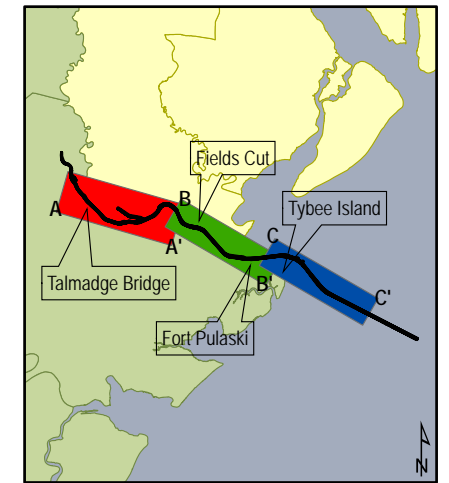 Fields Cut
B
Tybee Island
A
C
A'
Talmadge Bridge
B'
C'
Fort Pulaski
N